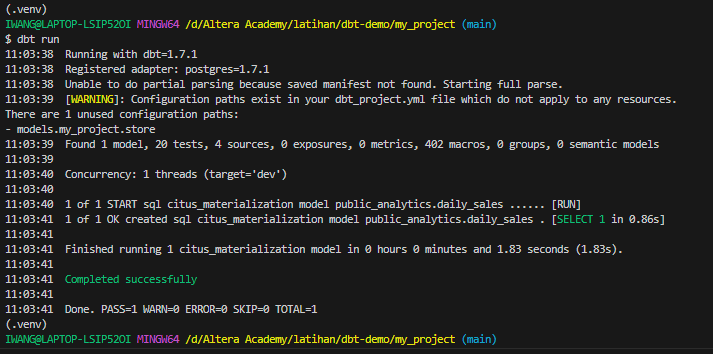 (.venv)
IWANG@LAPTOP-LSIP52OI MINGW64 /d/Altera Academy/latihan/dbt-demo/my_project (main)
$ dbt run
11:03:38  Running with dbt=1.7.1
11:03:38  Registered adapter: postgres=1.7.1
11:03:38  Unable to do partial parsing because saved manifest not found. Starting full parse.
11:03:39  [WARNING]: Configuration paths exist in your dbt_project.yml file which do not apply to any resources.
There are 1 unused configuration paths:
- models.my_project.store
11:03:39  Found 1 model, 20 tests, 4 sources, 0 exposures, 0 metrics, 402 macros, 0 groups, 0 semantic models
11:03:39
11:03:40  Concurrency: 1 threads (target='dev')
11:03:40
11:03:40  1 of 1 START sql citus_materialization model public_analytics.daily_sales ...... [RUN]
11:03:41  1 of 1 OK created sql citus_materialization model public_analytics.daily_sales . [SELECT 1 in 0.86s]
11:03:41
11:03:41  Finished running 1 citus_materialization model in 0 hours 0 minutes and 1.83 seconds (1.83s).
11:03:41
11:03:41  Completed successfully
11:03:41
11:03:41  Done. PASS=1 WARN=0 ERROR=0 SKIP=0 TOTAL=1
(.venv)
IWANG@LAPTOP-LSIP52OI MINGW64 /d/Altera Academy/latihan/dbt-demo/my_project (main)